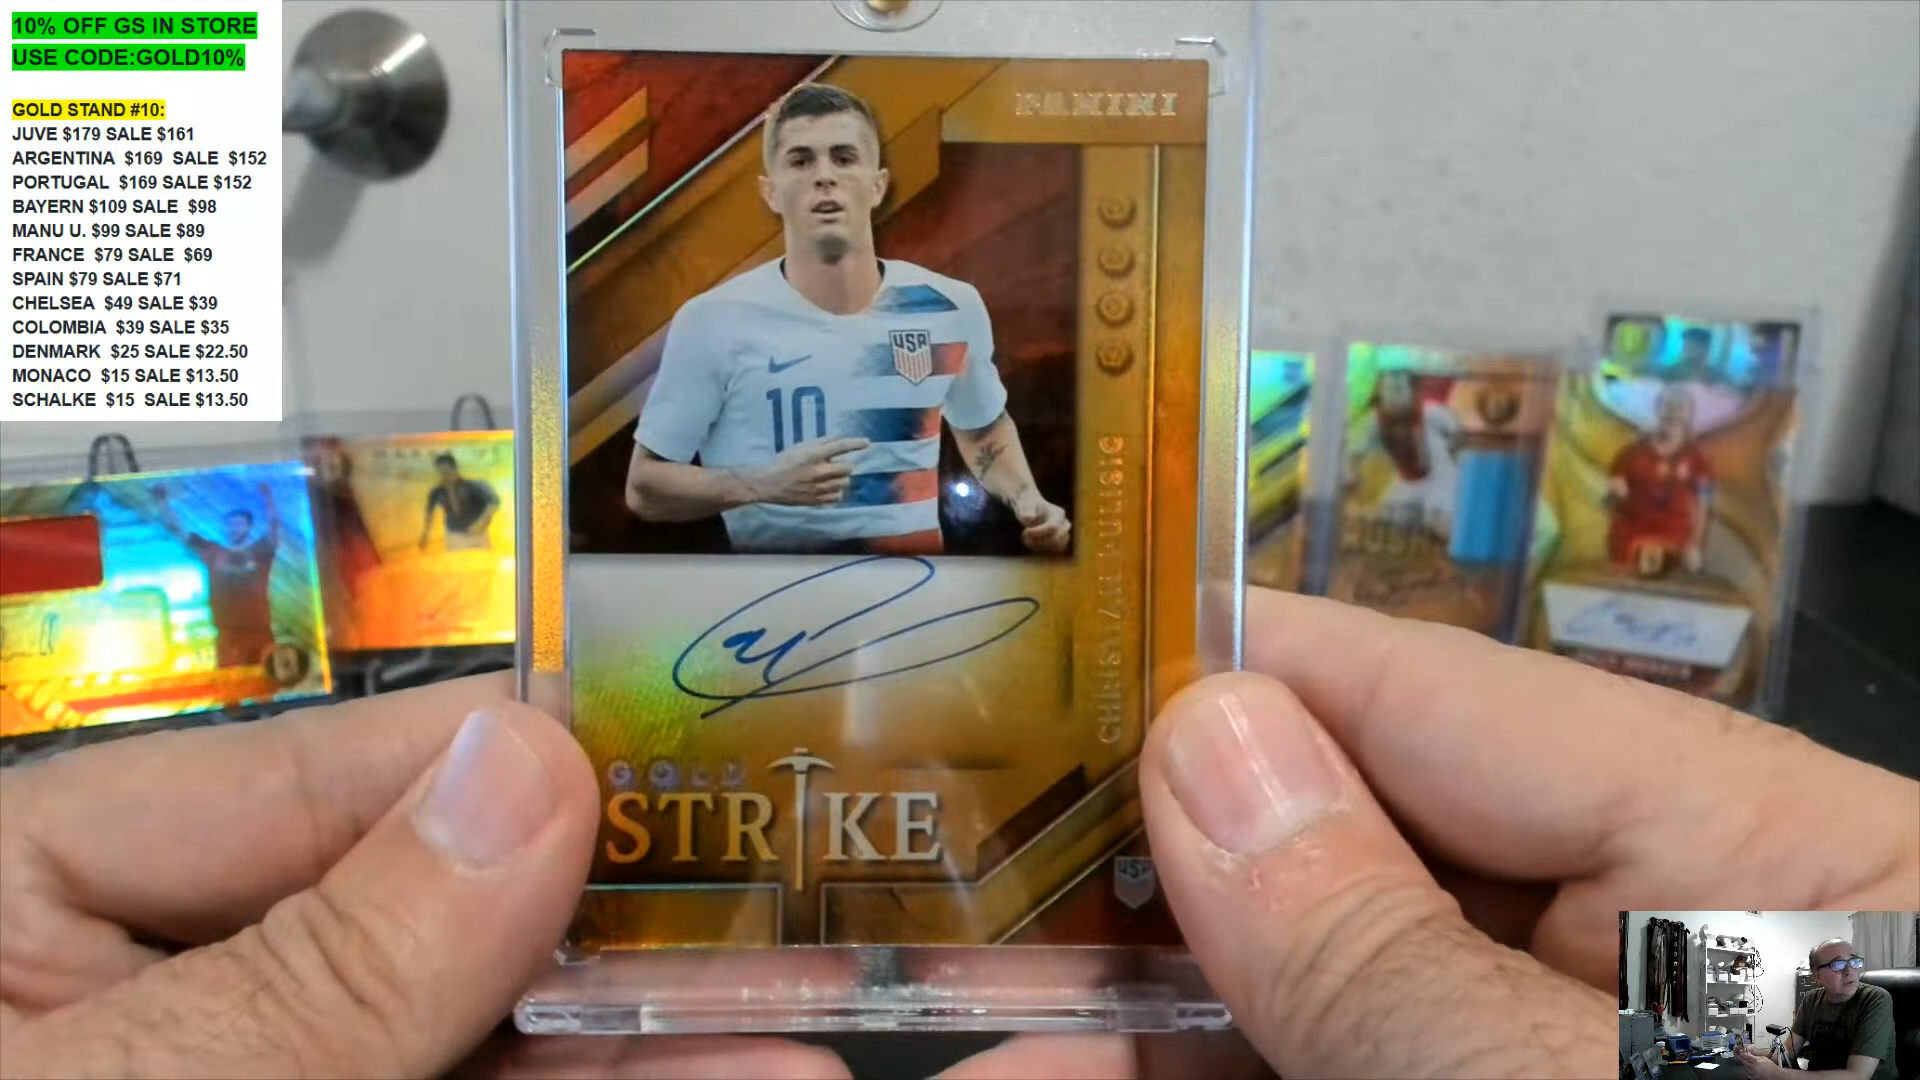 10% OFF GS IN STORE
USE CODE:GOLD10%
GOLD STAND #10:
JUVE $179 SALE $161
ARGENTINA $169 SALE $152
PORTUGAL $169 SALE $152
BAYERN $109 SALE $98
MANU U. $99 SALE $89
FRANCE $79 SALE $69
SPAIN $79 SALE $71
CHELSEA $49 SALE $39
COLOMBIA $39 SALE $35
DENMARK $25 SALE $22.50
MONACO $15 SALE $13.50
SCHALKE $15 SALE $13.50
PANINI
USA
10
CHRISTIAN PULISIC
GOLD
STRIKE
USA